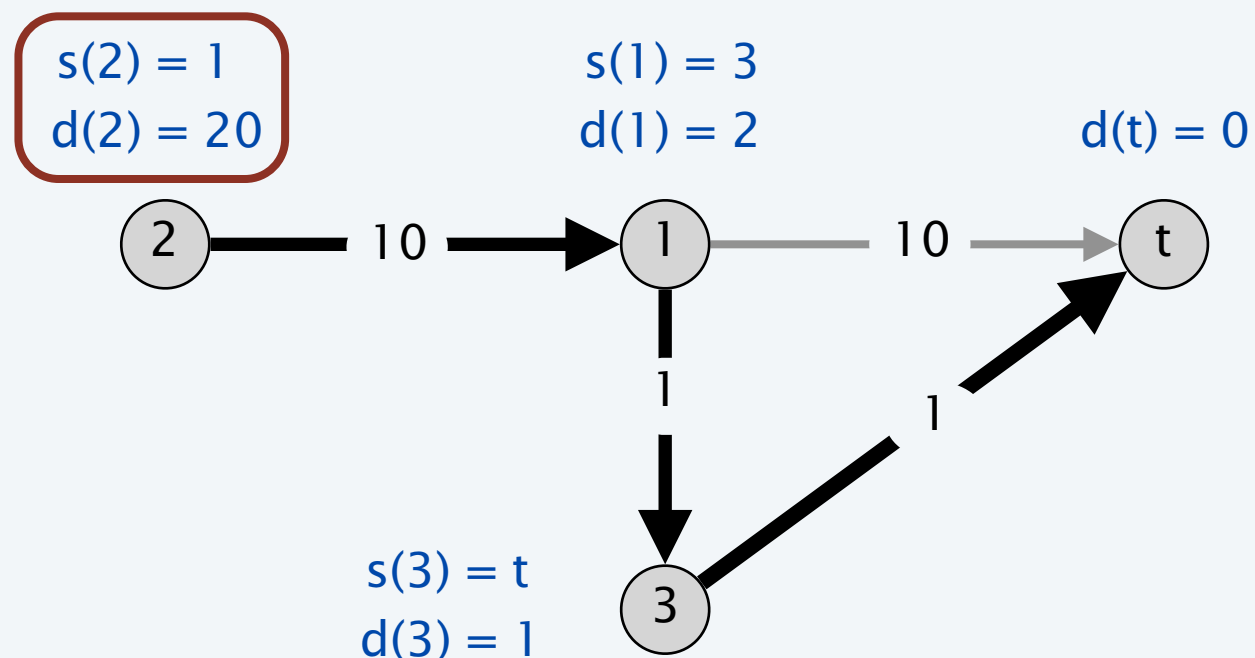 s(2) = 1
d(2) = 20
s(1) = 3
d(1) = 2
d(t) = 0
2
10
1
10
t
1
1
s(3) = t
d(3) = 1
3